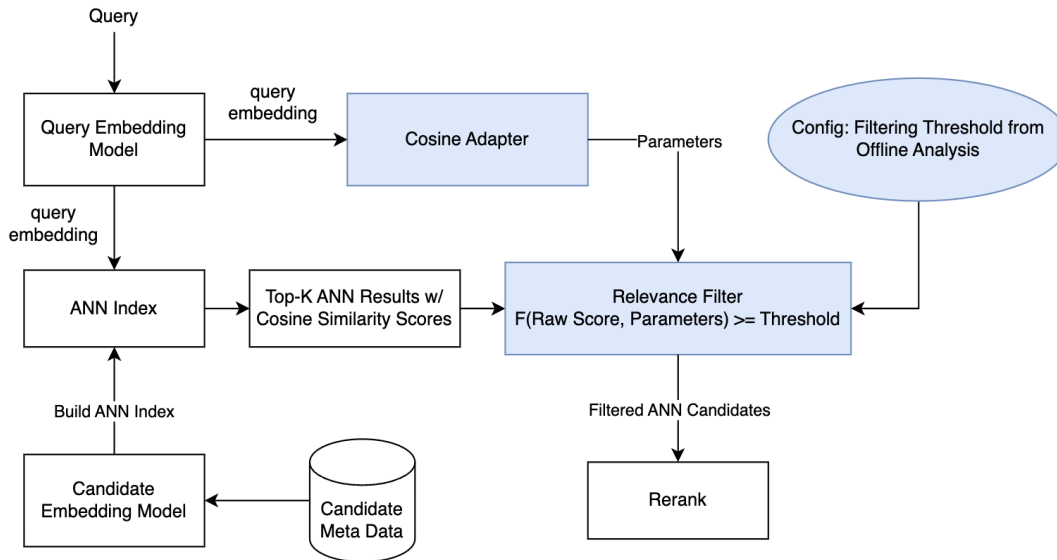 Query
query
embedding
Query Embedding
Model
Cosine Adapter
Parameters
Config: Filtering Threshold from
Offline Analysis
query
embedding
ANN Index
Top-K ANN Results w/
Cosine Similarity Scores
Relevance Filter
F(Raw Score, Parameters) >= Threshold
Build ANN Index
Filtered ANN Candidates
Candidate
Embedding Model
Candidate
Meta Data
Rerank